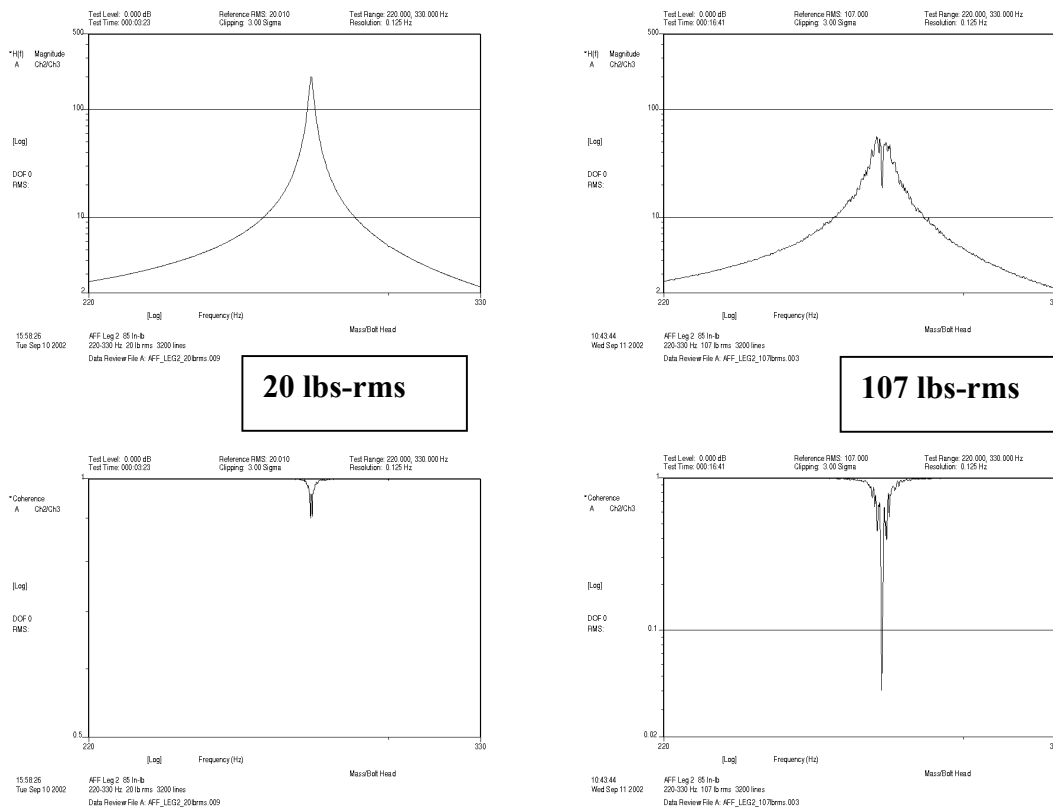 Test Level: 0.000 dB Reference RMS: 20.010 Test Range: 220.000, 330.000 Hz
Test Time: 000:03:23 Clipping: 3.00 Sigma Resolution: 0.125 Hz
500
*H(f) Magnitude
A Ch2/Ch3
100
[Log]
DOF 0
RMS:
10
2
220 330
[Log] Frequency (Hz)
Mass/Bolt Head
15:58:26 AFF Leg 2 85 In-lb
Tue Sep 10 2002 220-330 Hz 20 lb rms 3200 lines
Data Review File A: AFF_LEG2_20lbrms.009
20 lbs-rms
Test Level: 0.000 dB Reference RMS: 107.000 Test Range: 220.000, 330.000 Hz
Test Time: 000:16:41 Clipping: 3.00 Sigma Resolution: 0.125 Hz
500
*H(f) Magnitude
A Ch2/Ch3
100
[Log]
DOF 0
RMS:
10
2
220
[Log] Frequency (Hz)
Mass/Bolt Head
10:43:44 AFF Leg 2 85 In-lb
Wed Sep 11 2002 220-330 Hz 107 lb rms 3200 lines
Data Review File A: AFF_LEG2_107lbrms.003
107 lbs-rms
Test Level: 0.000 dB Reference RMS: 20.010 Test Range: 220.000, 330.000 Hz
Test Time: 000:03:23 Clipping: 3.00 Sigma Resolution: 0.125 Hz
1
*Coherence
A Ch2/Ch3
[Log]
DOF 0
RMS:
0.5
220 330
[Log] Frequency (Hz)
Mass/Bolt Head
15:58:26 AFF Leg 2 85 In-lb
Tue Sep 10 2002 220-330 Hz 20 lb rms 3200 lines
Data Review File A: AFF_LEG2_20lbrms.009
Test Level: 0.000 dB Reference RMS: 107.000 Test Range: 220.000, 330.000 Hz
Test Time: 000:16:41 Clipping: 3.00 Sigma Resolution: 0.125 Hz
1
*Coherence
A Ch2/Ch3
[Log]
DOF 0
RMS:
0.1
0.02
220
[Log] Frequency (Hz)
Mass/Bolt Head
10:43:44 AFF Leg 2 85 In-lb
Wed Sep 11 2002 220-330 Hz 107 lb rms 3200 lines
Data Review File A: AFF_LEG2_107lbrms.003